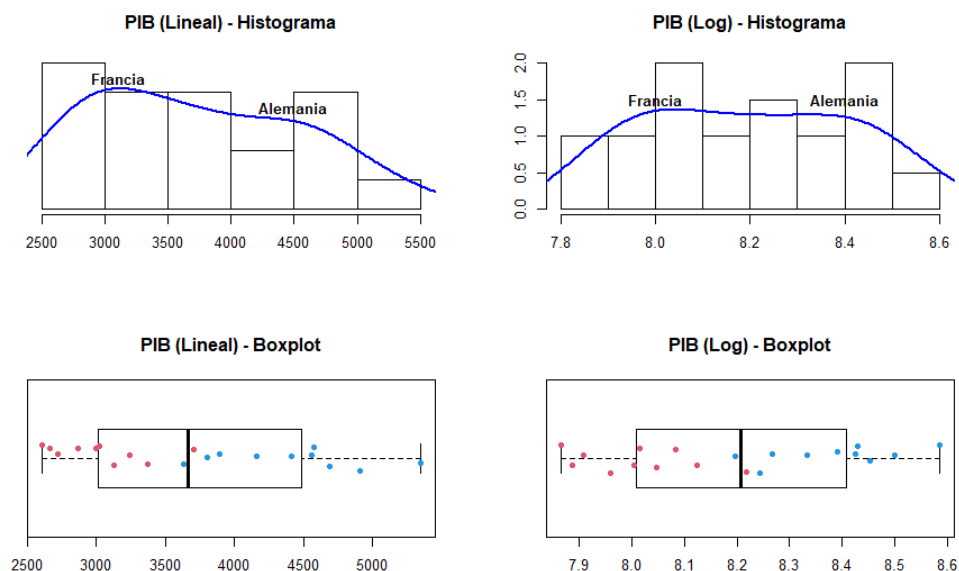 PIB (Lineal) - Histograma
Francia
Alemania
2500 3000 3500 4000 4500 5000 5500
PIB (Log) - Histograma
2.0
1.5
1.0
0.5
0.0
Francia
Alemania
7.8 8.0 8.2 8.4 8.6
PIB (Lineal) - Boxplot
2500 3000 3500 4000 4500 5000
PIB (Log) - Boxplot
7.9 8.0 8.1 8.2 8.3 8.4 8.5 8.6